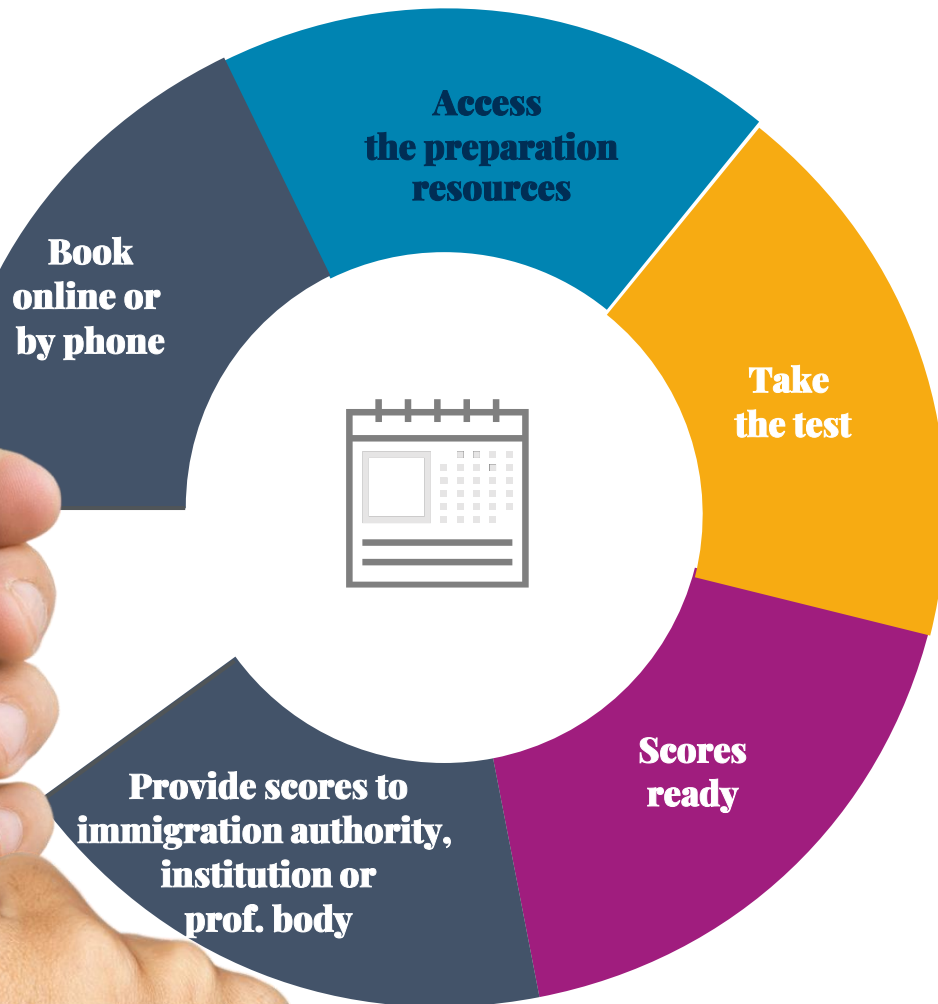 Book
online or
by phone
Access
the preparation
resources
Take
the test
Scores
ready
Provide scores to
immigration authority,
institution or
prof. body